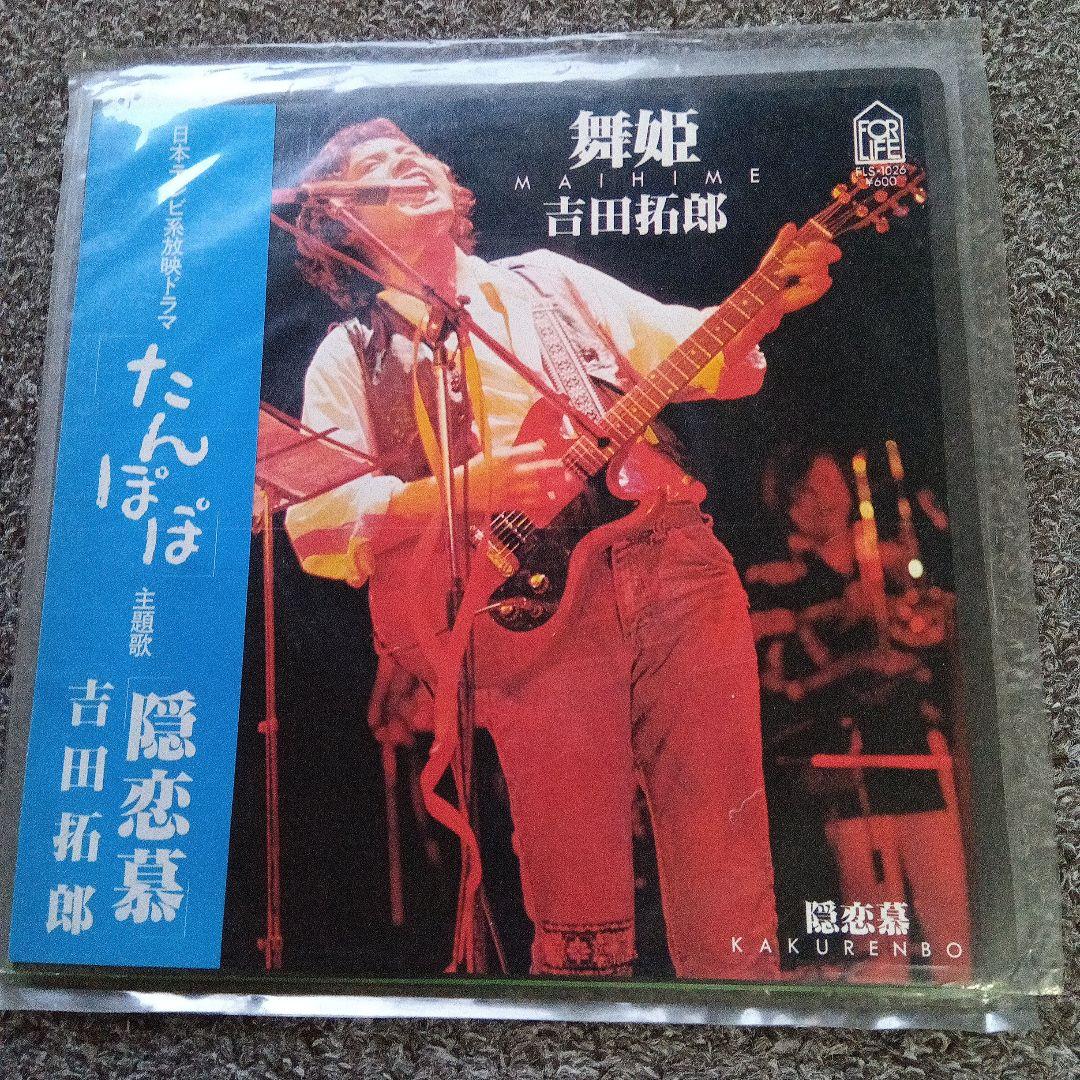 日本テレビ系放映ドラマ
「たんぽぽ」
主題歌
「隠恋慕」
吉田拓郎
舞姫
MAIHIME
吉田拓郎
FOR
LIFE
FLS-1026
¥600
隠恋慕
KAKURENBO